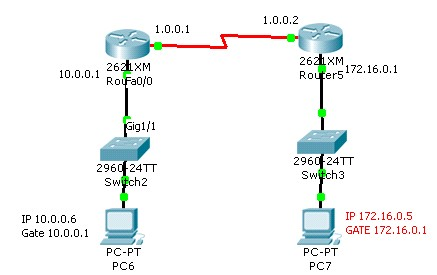 1.0.0.1
1.0.0.2
2621XM
10.0.0.1
Fa0/0
2621XM
Router5
172.16.0.1
Gig1/1
2960-24TT
Switch2
2960-24TT
Switch3
IP 10.0.0.6
Gate 10.0.0.1
PC-PT
PC6
IP 172.16.0.5
GATE 172.16.0.1
PC-PT
PC7